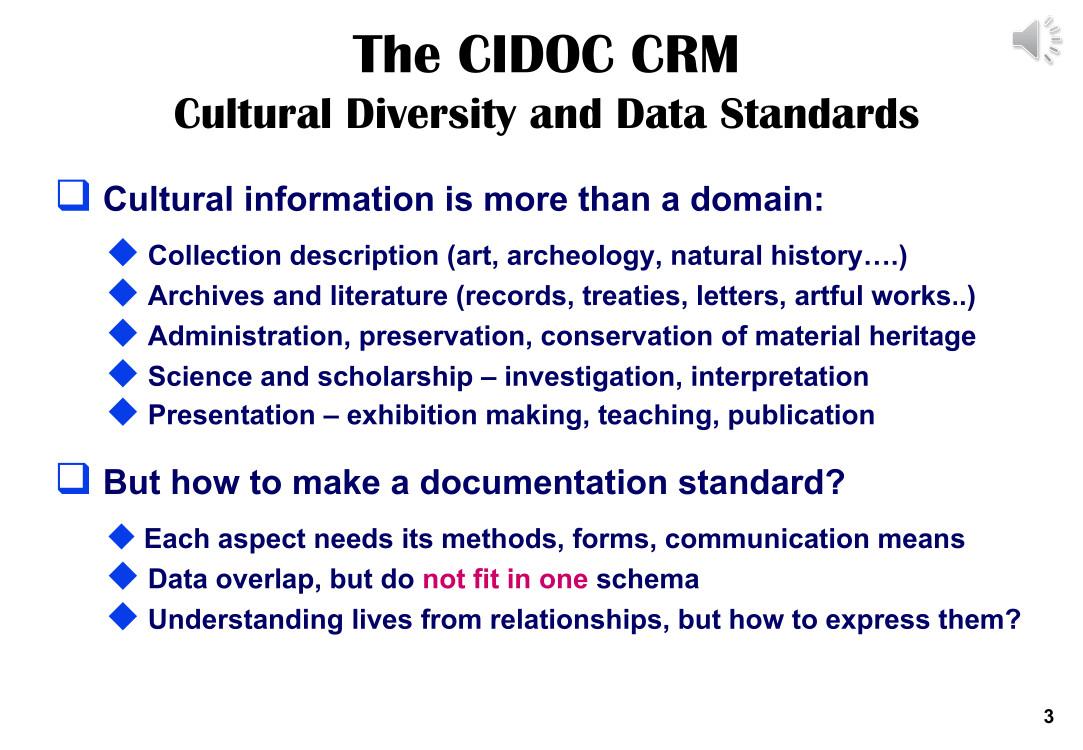 The CIDOC CRM
Cultural Diversity and Data Standards
Cultural information is more than a domain:
Collection description (art, archeology, natural history….)
Archives and literature (records, treaties, letters, artful works..)
Administration, preservation, conservation of material heritage
Science and scholarship – investigation, interpretation
Presentation – exhibition making, teaching, publication
But how to make a documentation standard?
Each aspect needs its methods, forms, communication means
Data overlap, but do not fit in one schema
Understanding lives from relationships, but how to express them?
3